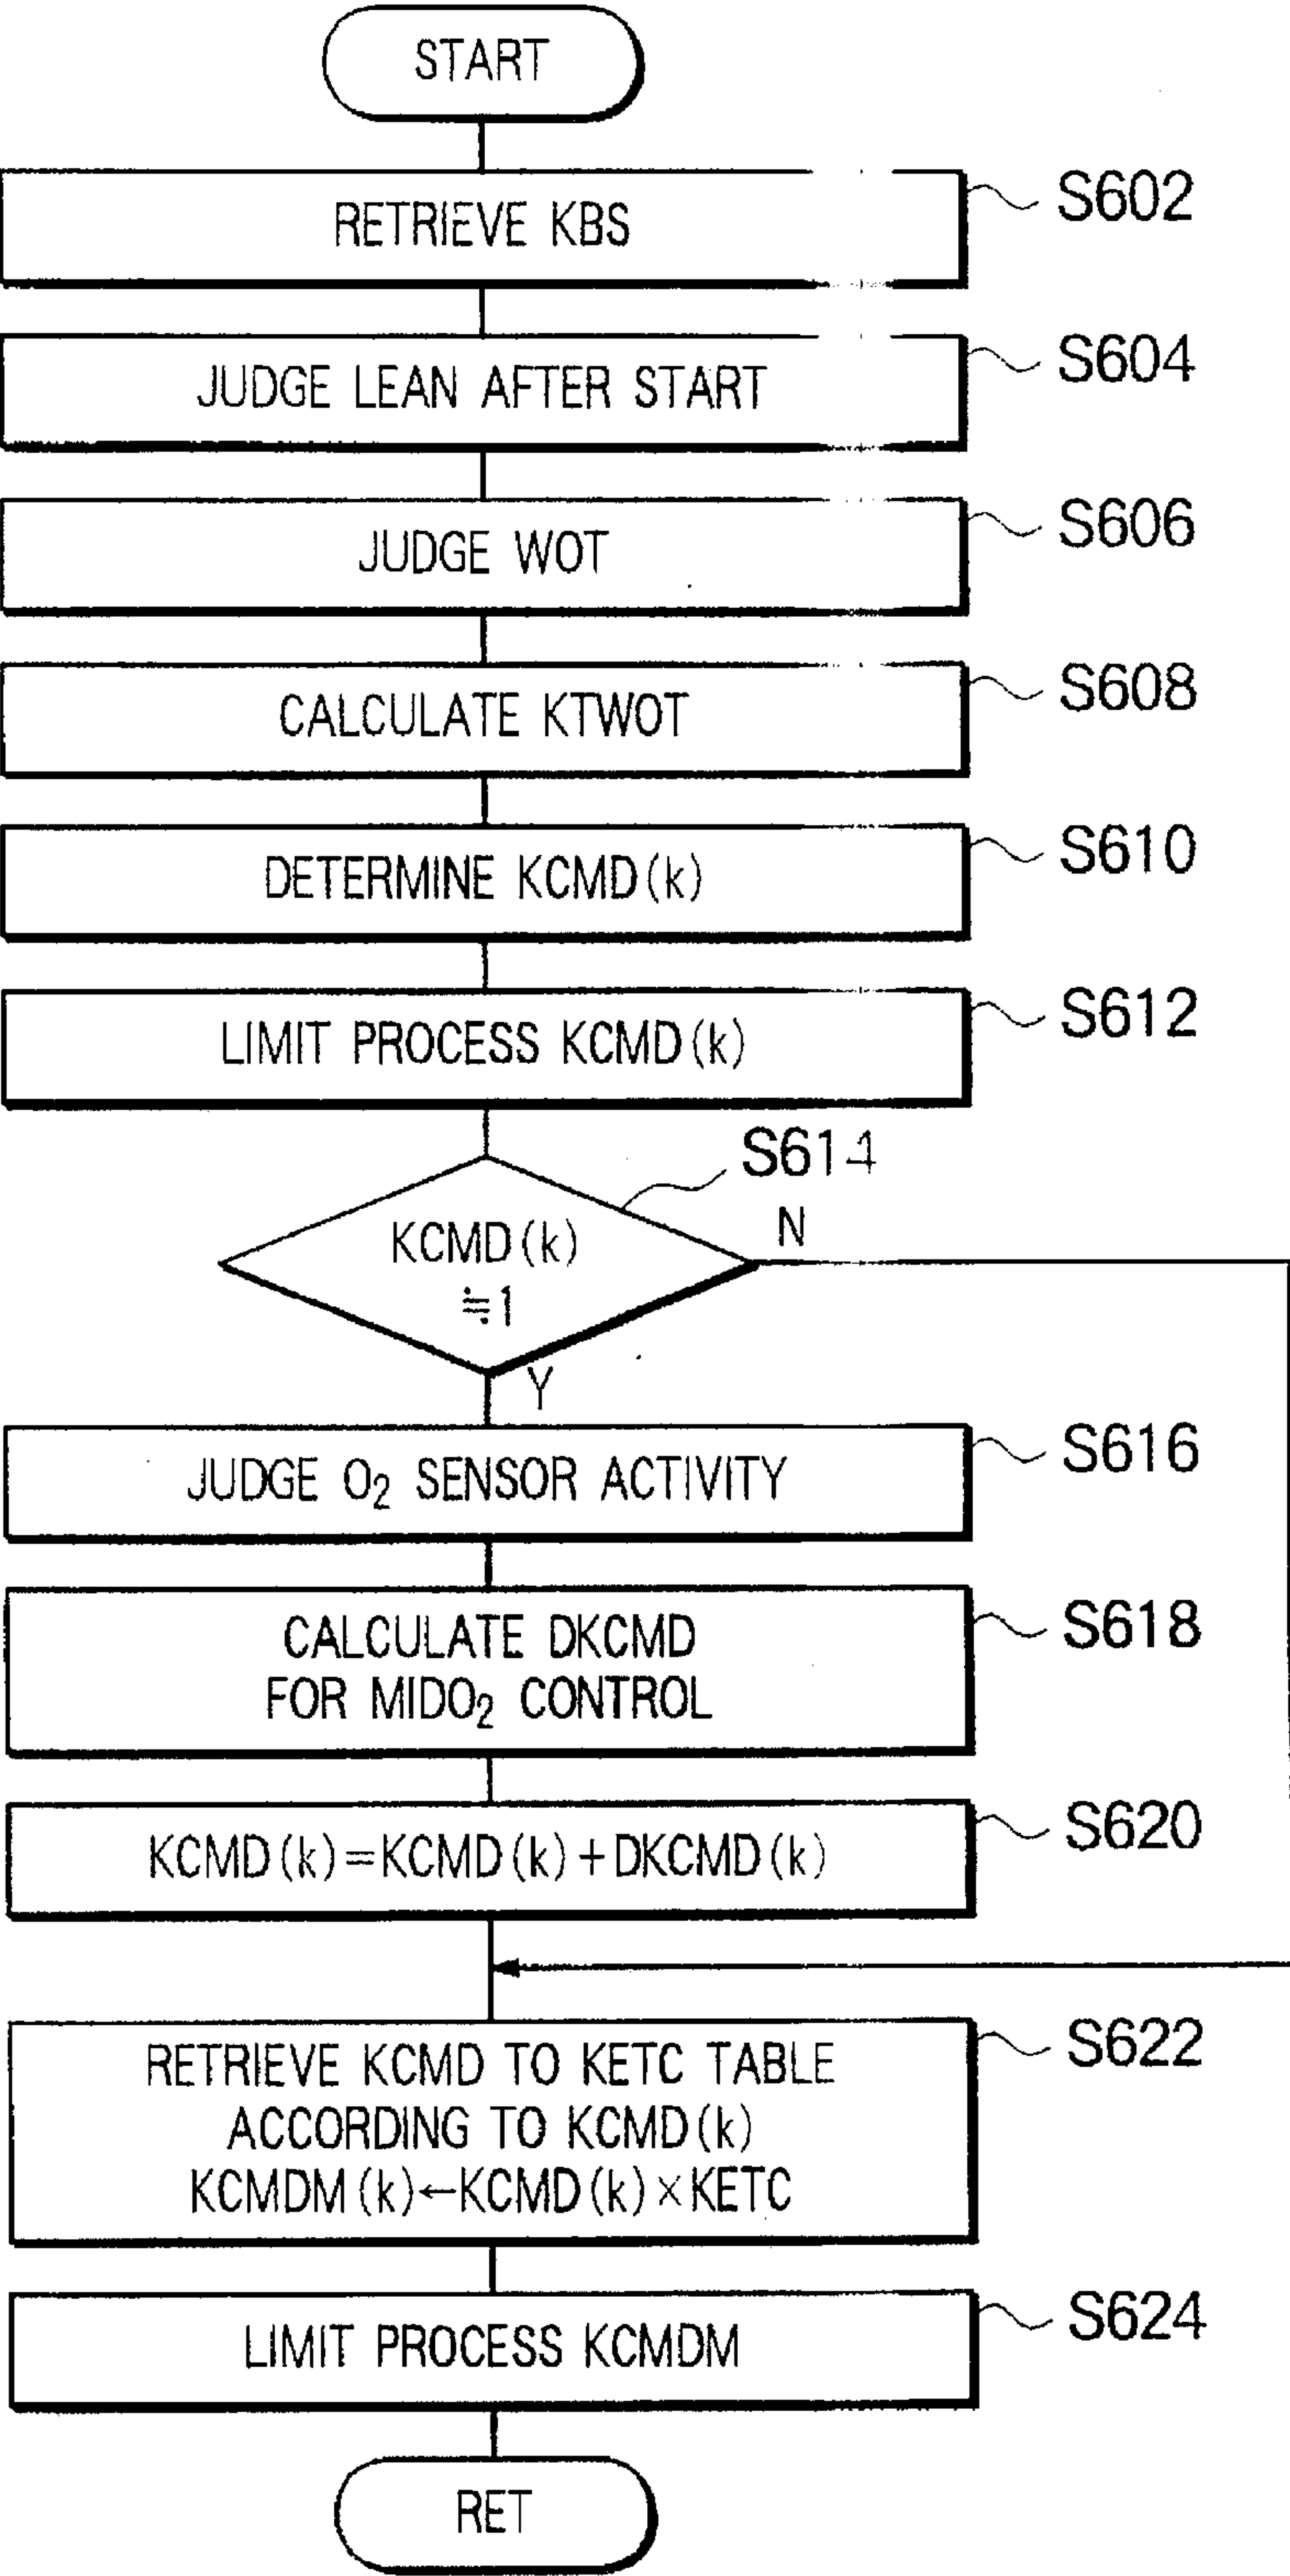 START
RETRIEVE KBS
S602
JUDGE LEAN AFTER START
S604
JUDGE WOT
S606
CALCULATE KTWOT
S608
DETERMINE KCMD(k)
S610
LIMIT PROCESS KCMD(k)
S612
S614
KCMD(k)
≒1
N
Y
JUDGE O₂ SENSOR ACTIVITY
S616
CALCULATE DKCMD
FOR MIDO₂ CONTROL
S618
KCMD(k)=KCMD(k)+DKCMD(k)
S620
RETRIEVE KCMD TO KETC TABLE
ACCORDING TO KCMD(k)
KCMDM(k)←KCMD(k)×KETC
S622
LIMIT PROCESS KCMDM
S624
RET